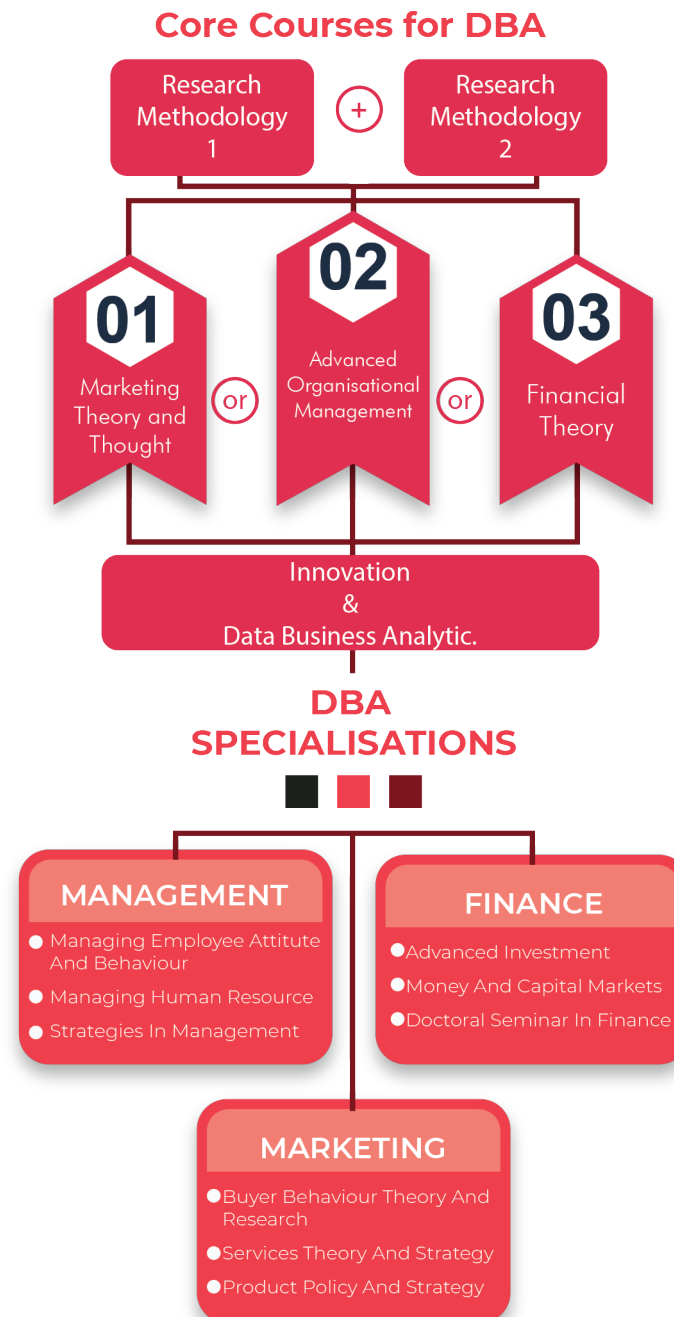 Core Courses for DBA
Research
Methodology
1
+
Research
Methodology
2
01
Marketing
Theory and
Thought
or
02
Advanced
Organisational
Management
or
03
Financial
Theory
Innovation
&
Data Business Analytic.
DBA
SPECIALISATIONS
MANAGEMENT
Managing Employee Attitute
And Behaviour
Managing Human Resource
Strategies In Management
FINANCE
Advanced Investment
Money And Capital Markets
Doctoral Seminar In Finance
MARKETING
Buyer Behaviour Theory And
Research
Services Theory And Strategy
Product Policy And Strategy